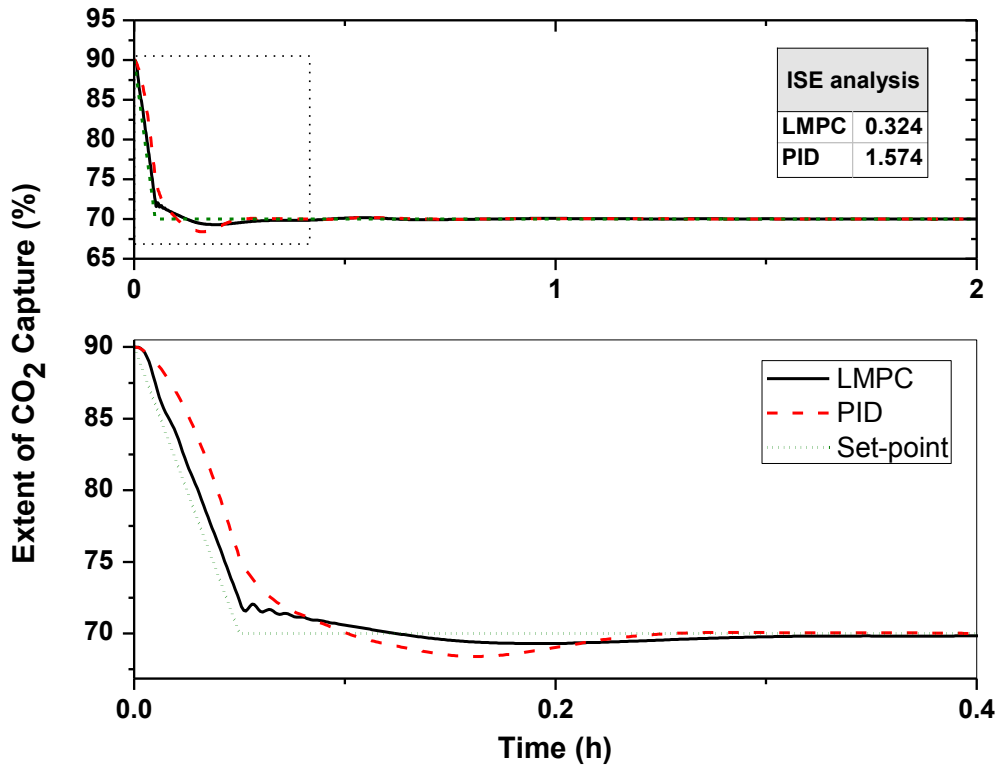 Extent of CO2 Capture (%)
95
90
85
80
75
70
65
0
1
2
ISE analysis
LMPC 0.324
PID 1.574
90
85
80
75
70
0.0
0.2
0.4
LMPC
PID
Set-point
Time (h)